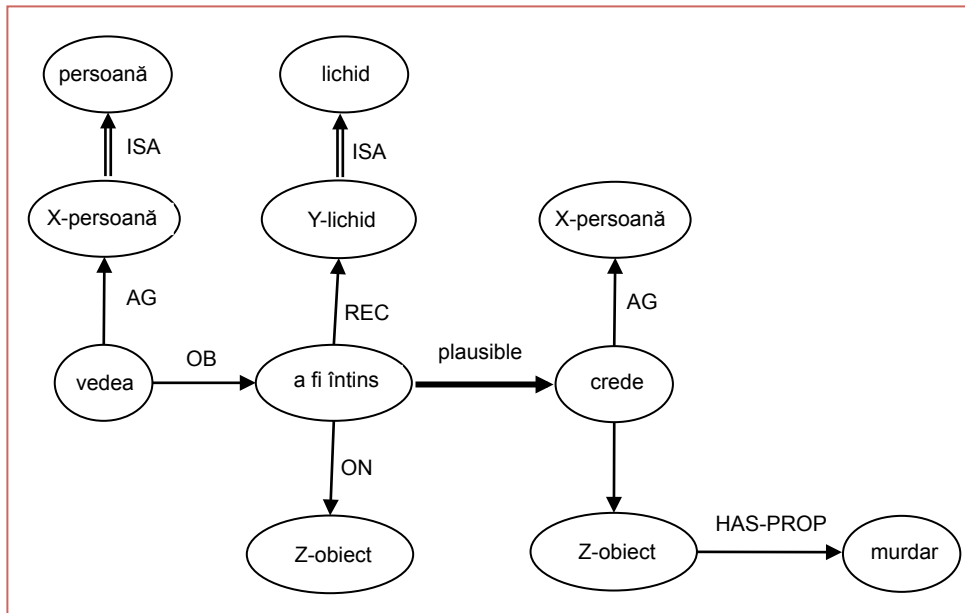 persoană
lichid
ISA
ISA
X-persoană
Y-lichid
X-persoană
AG
REC
AG
OB
plausible
vedea
a fi întins
crede
ON
HAS-PROP
Z-obiect
Z-obiect
murdar